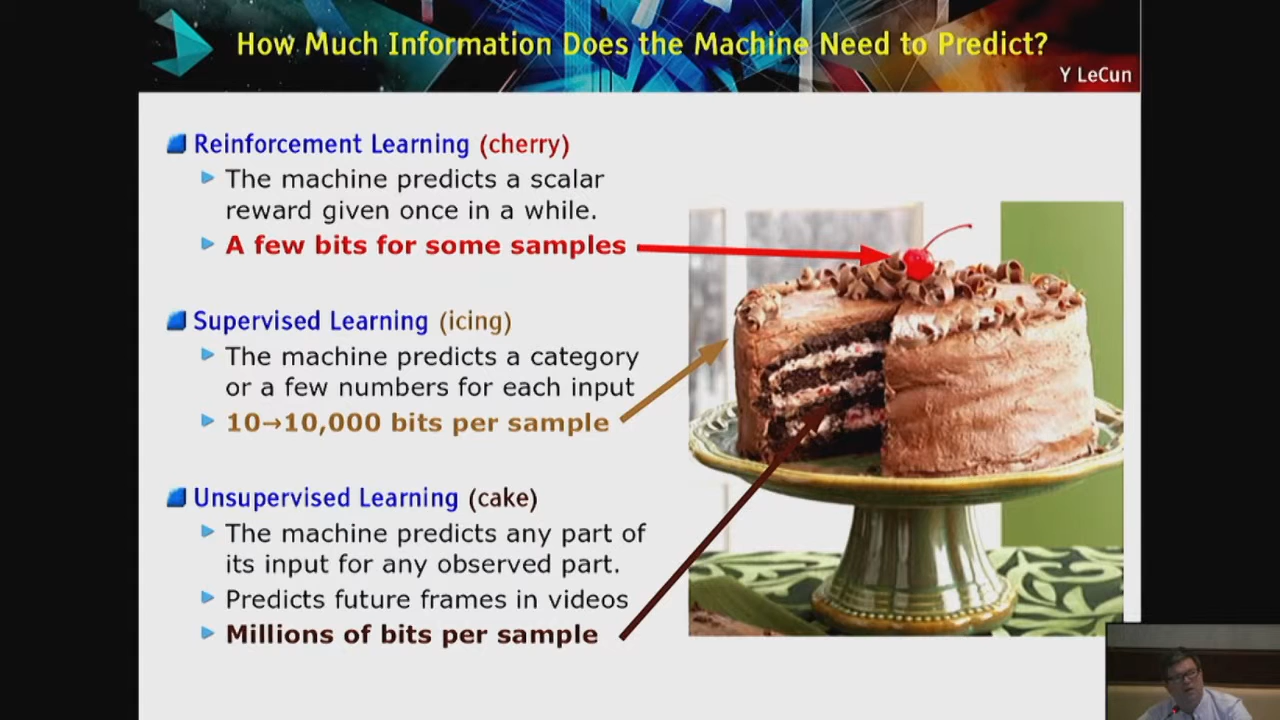 How Much Information Does the Machine Need to Predict?
Y LeCun
Reinforcement Learning (cherry)
The machine predicts a scalar
reward given once in a while.
A few bits for some samples
Supervised Learning (icing)
The machine predicts a category
or a few numbers for each input
10→10,000 bits per sample
Unsupervised Learning (cake)
The machine predicts any part of
its input for any observed part.
Predicts future frames in videos
Millions of bits per sample